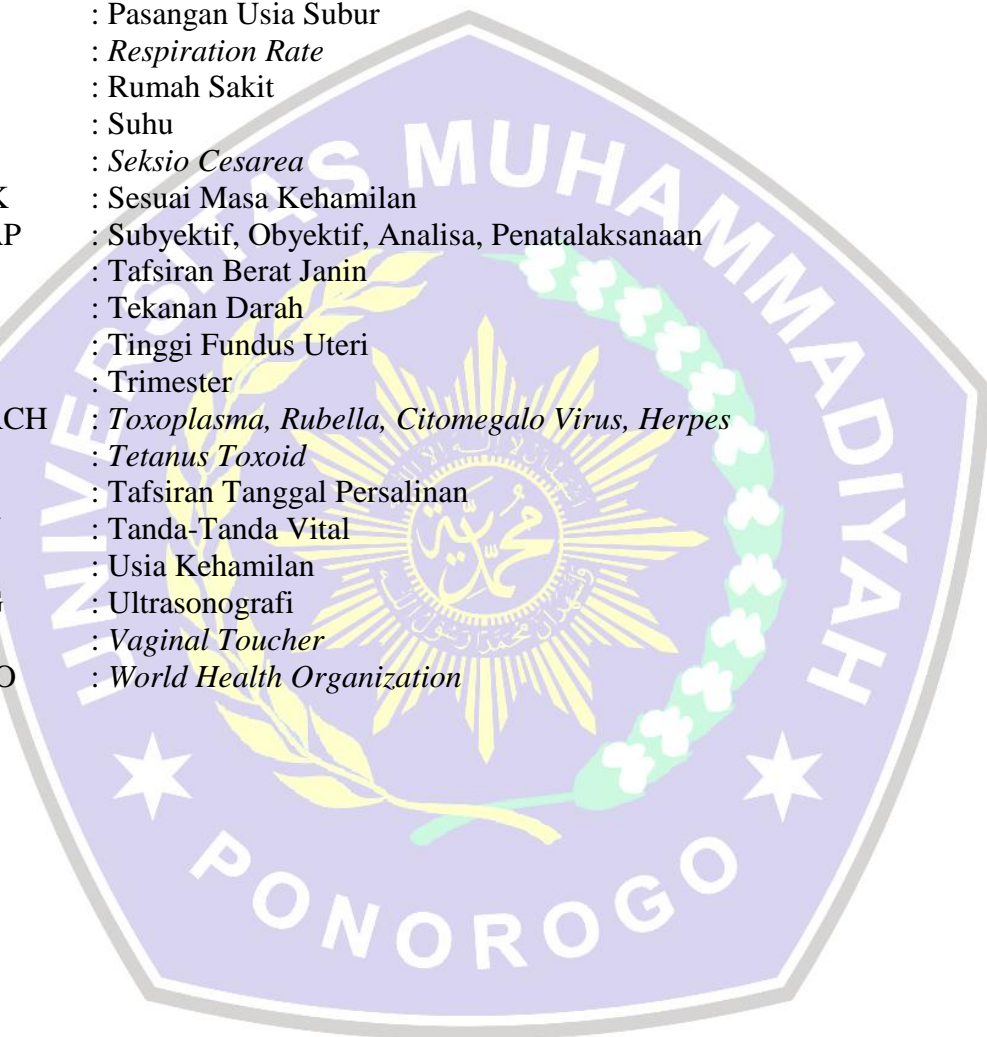 : Pasangan Usia Subur
: Respiration Rate
: Rumah Sakit
: Suhu
: Seksio Cesarea
K : Sesuai Masa Kehamilan
AP : Subyektif, Obyektif, Analisa, Penatalaksanaan
: Tafsiran Berat Janin
: Tekanan Darah
: Tinggi Fundus Uteri
: Trimester
RCH : Toxoplasma, Rubella, Citomegalo Virus, Herpes
: Tetanus Toxoid
: Tafsiran Tanggal Persalinan
: Tanda-Tanda Vital
: Usia Kehamilan
G : Ultrasonografi
: Vaginal Toucher
O : World Health Organization
UNIVERSITAS MUHAMMADIYAH
PONOROGO